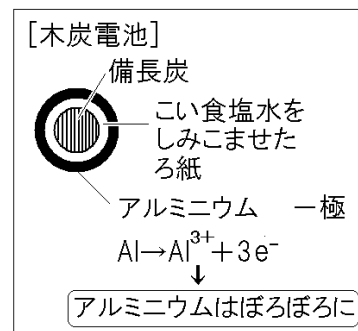 [木炭電池]
備長炭
こい食塩水を
しみこませた
ろ紙
アルミニウム －極
Al→Al³⁺＋3e⁻
↓
アルミニウムはぼろぼろに